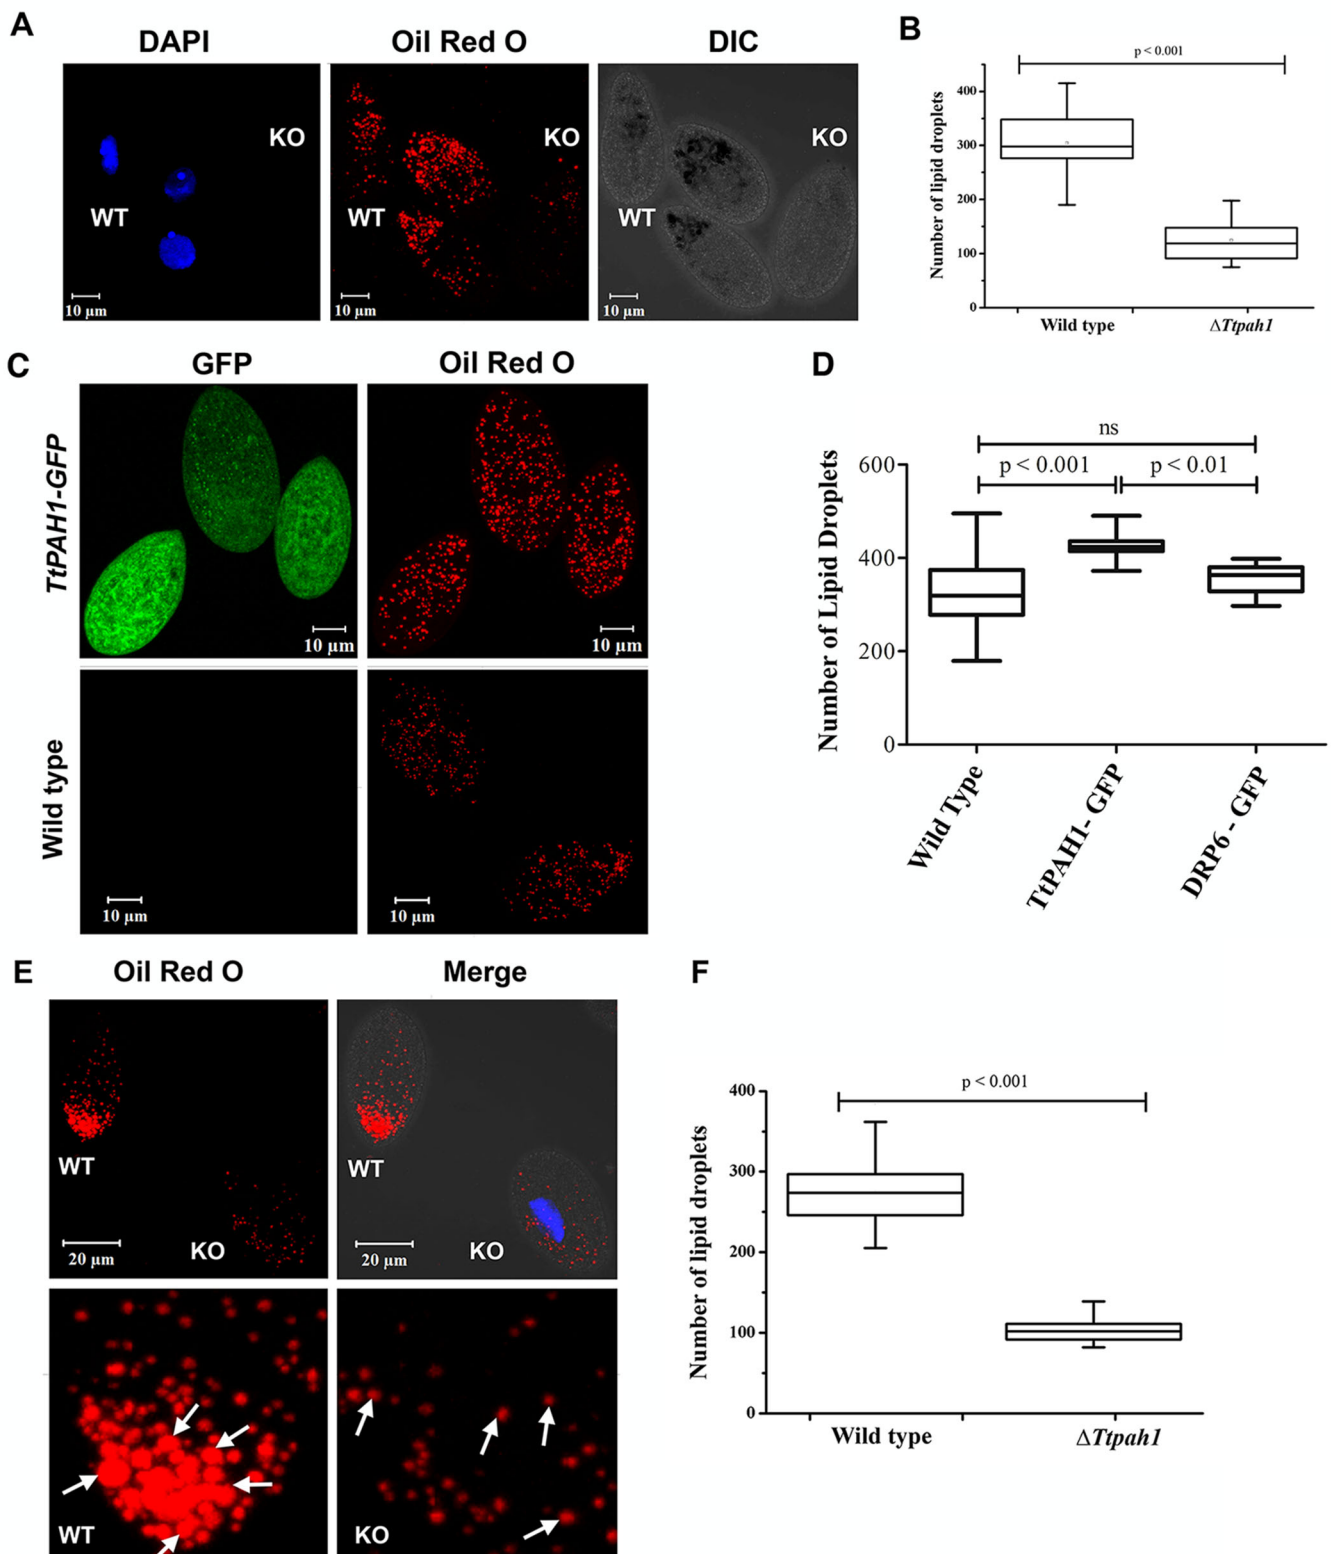 A
DAPI
Oil Red O
DIC
WT
KO
10 µm
WT
KO
10 µm
WT
KO
10 µm
B
p < 0.001
Number of lipid droplets
400
300
200
100
0
Wild type
ΔTtpah1
C
GFP
Oil Red O
TtPAH1-GFP
10 µm
10 µm
Wild type
10 µm
10 µm
D
ns
p < 0.001
p < 0.01
Number of Lipid Droplets
600
400
200
0
Wild Type
TtPAH1- GFP
DRP6 - GFP
E
Oil Red O
Merge
WT
KO
20 µm
WT
KO
20 µm
WT
KO
F
p < 0.001
Number of lipid droplets
400
300
200
100
0
Wild type
ΔTtpah1